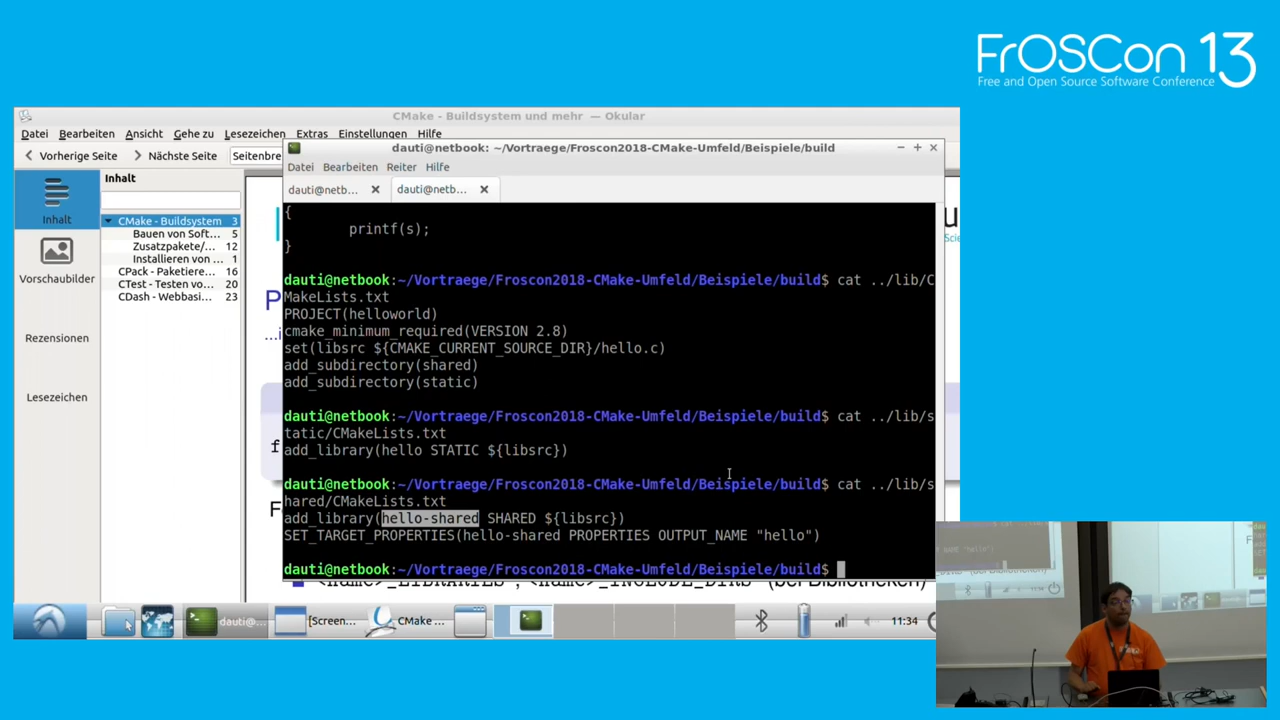 FrOSCon 13
Free and Open Source Software Conference
CMake - Buildsystem und mehr — Okular
Datei Bearbeiten Ansicht Gehe zu Lesezeichen Extras Einstellungen Hilfe
Vorherige Seite Nächste Seite Seitenbre
Inhalt
Inhalt
Vorschaubilder
Rezensionen
Lesezeichen
CMake - Buildsystem 3
Bauen von Soft... 5
Zusatzpakete/... 12
Installieren von ... 1
CPack - Paketiere... 16
CTest - Testen vo... 20
CDash - Webbasi... 23
dauti@netbook: ~/Vortraege/Froscon2018-CMake-Umfeld/Beispiele/build
Datei Bearbeiten Reiter Hilfe
dauti@netb... dauti@netb...
{
printf(s);
}
dauti@netbook:~/Vortraege/Froscon2018-CMake-Umfeld/Beispiele/build$ cat ../lib/C
MakeLists.txt
PROJECT(helloworld)
cmake_minimum_required(VERSION 2.8)
set(libsrc ${CMAKE_CURRENT_SOURCE_DIR}/hello.c)
add_subdirectory(shared)
add_subdirectory(static)
dauti@netbook:~/Vortraege/Froscon2018-CMake-Umfeld/Beispiele/build$ cat ../lib/s
tatic/CMakeLists.txt
add_library(hello STATIC ${libsrc})
dauti@netbook:~/Vortraege/Froscon2018-CMake-Umfeld/Beispiele/build$ cat ../lib/s
hared/CMakeLists.txt
add_library(hello-shared SHARED ${libsrc})
SET_TARGET_PROPERTIES(hello-shared PROPERTIES OUTPUT_NAME "hello")
dauti@netbook:~/Vortraege/Froscon2018-CMake-Umfeld/Beispiele/build$
dauti@... [Screen... CMake ... 11:34